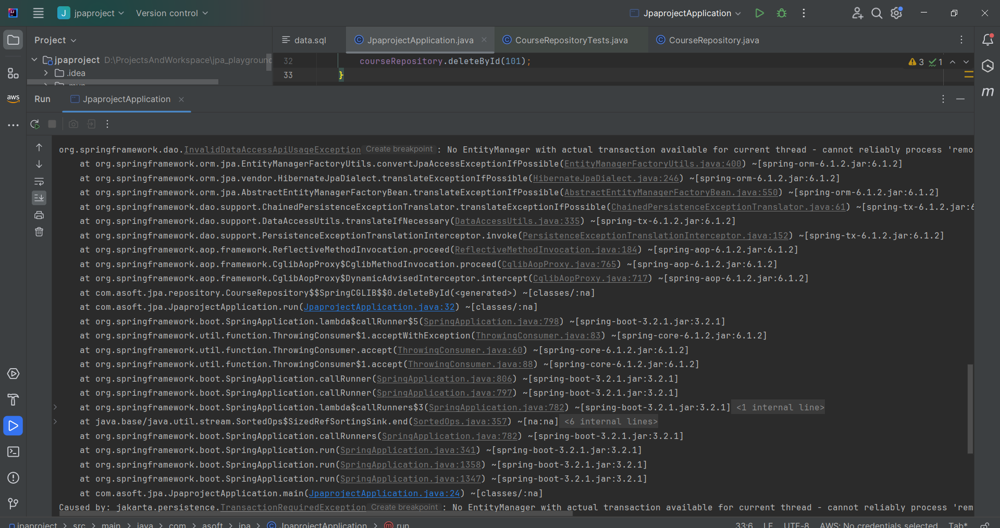 J jpaproject Version control JpaprojectApplication
Project data.sql JpaprojectApplication.java CourseRepositoryTests.java CourseRepository.java
jpaproject D:\ProjectsAndWorkspace\jpa_playground
.idea
32 courseRepository.deleteById(101); 3 1
33 }
aws
m
Run JpaprojectApplication
org.springframework.dao.InvalidDataAccessApiUsageException Create breakpoint : No EntityManager with actual transaction available for current thread - cannot reliably process 'remo
at org.springframework.orm.jpa.EntityManagerFactoryUtils.convertJpaAccessExceptionIfPossible(EntityManagerFactoryUtils.java:400) ~[spring-orm-6.1.2.jar:6.1.2]
at org.springframework.orm.jpa.vendor.HibernateJpaDialect.translateExceptionIfPossible(HibernateJpaDialect.java:246) ~[spring-orm-6.1.2.jar:6.1.2]
at org.springframework.orm.jpa.AbstractEntityManagerFactoryBean.translateExceptionIfPossible(AbstractEntityManagerFactoryBean.java:550) ~[spring-orm-6.1.2.jar:6.1.2]
at org.springframework.dao.support.ChainedPersistenceExceptionTranslator.translateExceptionIfPossible(ChainedPersistenceExceptionTranslator.java:61) ~[spring-tx-6.1.2.jar:6
at org.springframework.dao.support.DataAccessUtils.translateIfNecessary(DataAccessUtils.java:335) ~[spring-tx-6.1.2.jar:6.1.2]
at org.springframework.dao.support.PersistenceExceptionTranslationInterceptor.invoke(PersistenceExceptionTranslationInterceptor.java:152) ~[spring-tx-6.1.2.jar:6.1.2]
at org.springframework.aop.framework.ReflectiveMethodInvocation.proceed(ReflectiveMethodInvocation.java:184) ~[spring-aop-6.1.2.jar:6.1.2]
at org.springframework.aop.framework.CglibAopProxy$CglibMethodInvocation.proceed(CglibAopProxy.java:765) ~[spring-aop-6.1.2.jar:6.1.2]
at org.springframework.aop.framework.CglibAopProxy$DynamicAdvisedInterceptor.intercept(CglibAopProxy.java:717) ~[spring-aop-6.1.2.jar:6.1.2]
at com.asoft.jpa.repository.CourseRepository$$SpringCGLIB$$0.deleteById(<generated>) ~[classes/:na]
at com.asoft.jpa.JpaprojectApplication.run(JpaprojectApplication.java:32) ~[classes/:na]
at org.springframework.boot.SpringApplication.lambda$callRunner$5(SpringApplication.java:798) ~[spring-boot-3.2.1.jar:3.2.1]
at org.springframework.util.function.ThrowingConsumer$1.acceptWithException(ThrowingConsumer.java:83) ~[spring-core-6.1.2.jar:6.1.2]
at org.springframework.util.function.ThrowingConsumer.accept(ThrowingConsumer.java:60) ~[spring-core-6.1.2.jar:6.1.2]
at org.springframework.util.function.ThrowingConsumer$1.accept(ThrowingConsumer.java:88) ~[spring-core-6.1.2.jar:6.1.2]
at org.springframework.boot.SpringApplication.callRunner(SpringApplication.java:806) ~[spring-boot-3.2.1.jar:3.2.1]
at org.springframework.boot.SpringApplication.callRunner(SpringApplication.java:797) ~[spring-boot-3.2.1.jar:3.2.1]
at org.springframework.boot.SpringApplication.lambda$callRunners$3(SpringApplication.java:782) ~[spring-boot-3.2.1.jar:3.2.1] <1 internal line>
at java.base/java.util.stream.SortedOps$SizedRefSortingSink.end(SortedOps.java:357) ~[na:na] <6 internal lines>
at org.springframework.boot.SpringApplication.callRunners(SpringApplication.java:782) ~[spring-boot-3.2.1.jar:3.2.1]
at org.springframework.boot.SpringApplication.run(SpringApplication.java:341) ~[spring-boot-3.2.1.jar:3.2.1]
at org.springframework.boot.SpringApplication.run(SpringApplication.java:1358) ~[spring-boot-3.2.1.jar:3.2.1]
at org.springframework.boot.SpringApplication.run(SpringApplication.java:1347) ~[spring-boot-3.2.1.jar:3.2.1]
at com.asoft.jpa.JpaprojectApplication.main(JpaprojectApplication.java:24) ~[classes/:na]
Caused by: jakarta.persistence.TransactionRequiredException Create breakpoint : No EntityManager with actual transaction available for current thread - cannot reliably process 'rem
jpaproject > src > main > java > com > asoft > jpa > JpaprojectApplication > run 33:6 LF UTF-8 AWS: No credentials selected Tab*